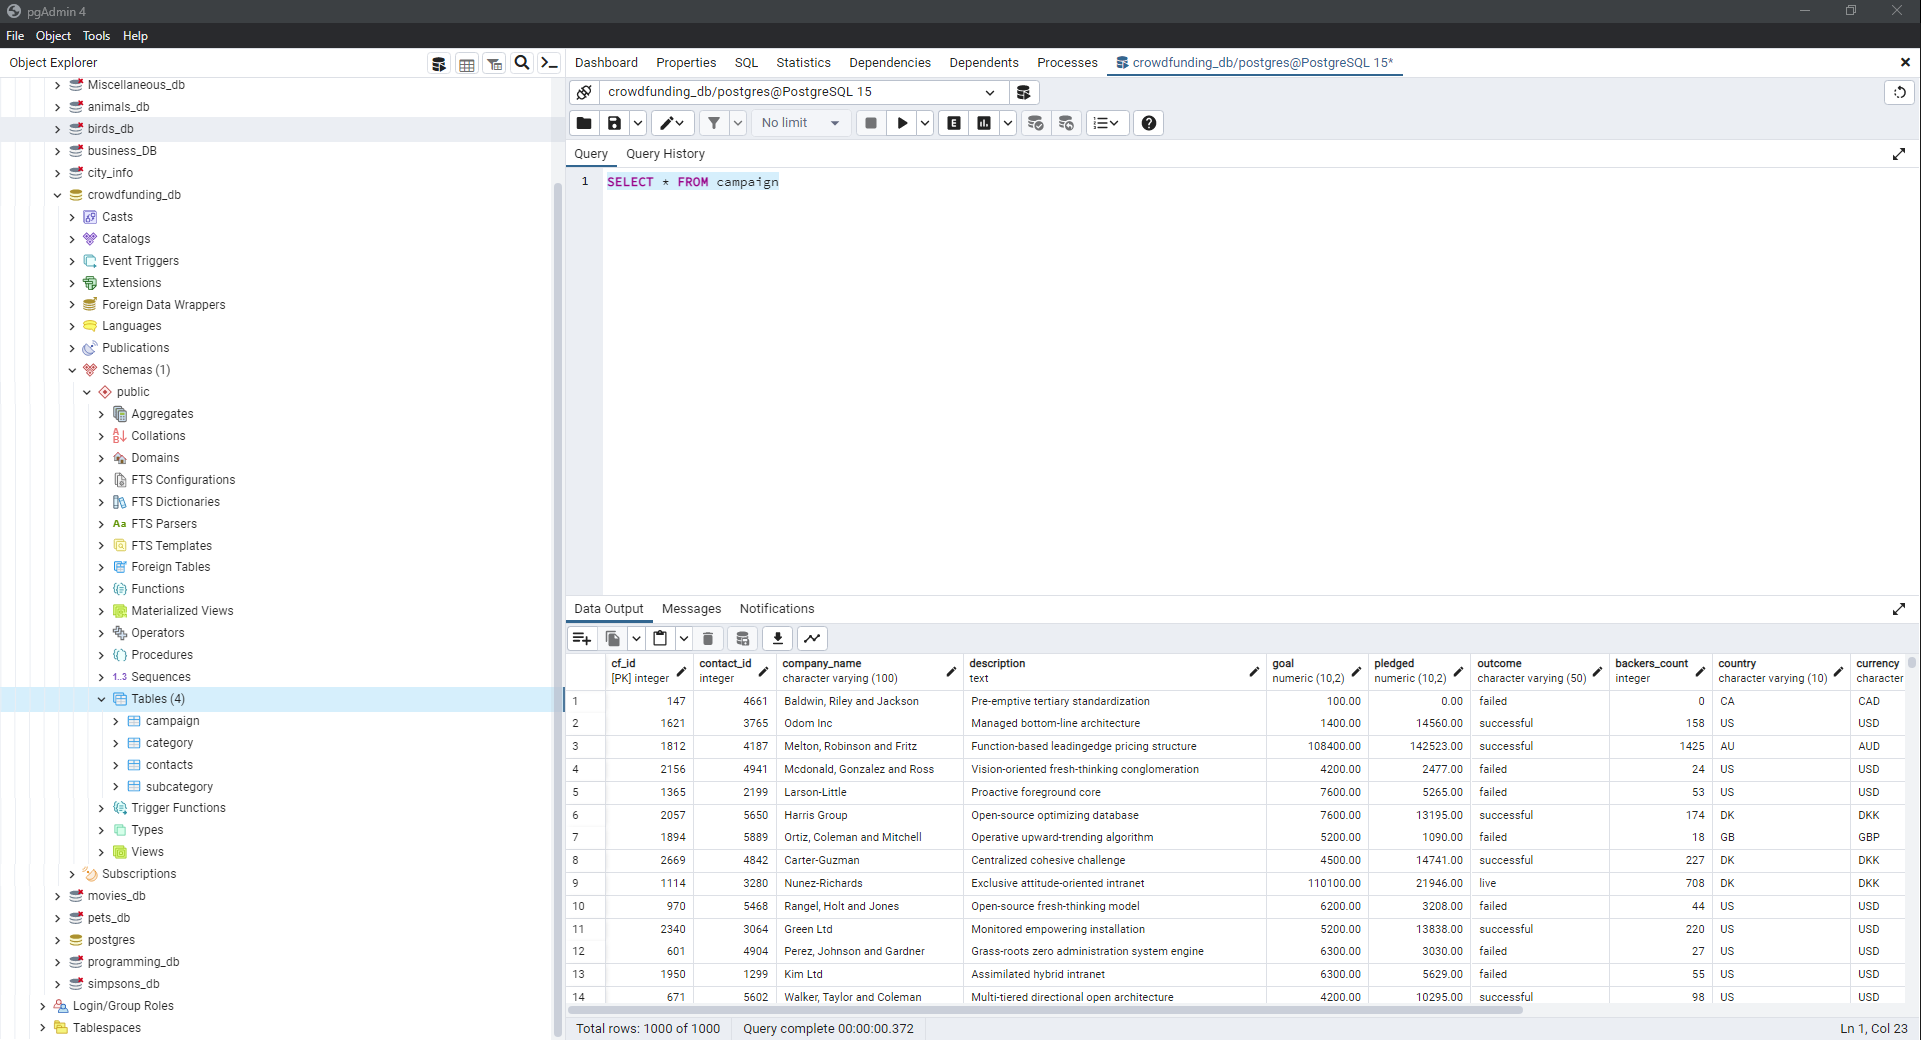 pgAdmin 4
File Object Tools Help
Object Explorer
Dashboard Properties SQL Statistics Dependencies Dependents Processes crowdfunding_db/postgres@PostgreSQL 15*
Miscellaneous_db
animals_db
birds_db
business_DB
city_info
crowdfunding_db
Casts
Catalogs
Event Triggers
Extensions
Foreign Data Wrappers
Languages
Publications
Schemas (1)
public
Aggregates
Collations
Domains
FTS Configurations
FTS Dictionaries
Aa FTS Parsers
FTS Templates
Foreign Tables
Functions
Materialized Views
Operators
Procedures
1..3 Sequences
Tables (4)
campaign
category
contacts
subcategory
Trigger Functions
Types
Views
Subscriptions
movies_db
pets_db
postgres
programming_db
simpsons_db
Login/Group Roles
Tablespaces
crowdfunding_db/postgres@PostgreSQL 15
No limit E
Query Query History
1 SELECT * FROM campaign
Data Output Messages Notifications
cf_id contact_id company_name description goal pledged outcome backers_count country currency
[PK] integer integer character varying (100) text numeric (10,2) numeric (10,2) character varying (50) integer character varying (10) character
1 147 4661 Baldwin, Riley and Jackson Pre-emptive tertiary standardization 100.00 0.00 failed 0 CA CAD
2 1621 3765 Odom Inc Managed bottom-line architecture 1400.00 14560.00 successful 158 US USD
3 1812 4187 Melton, Robinson and Fritz Function-based leadingedge pricing structure 108400.00 142523.00 successful 1425 AU AUD
4 2156 4941 Mcdonald, Gonzalez and Ross Vision-oriented fresh-thinking conglomeration 4200.00 2477.00 failed 24 US USD
5 1365 2199 Larson-Little Proactive foreground core 7600.00 5265.00 failed 53 US USD
6 2057 5650 Harris Group Open-source optimizing database 7600.00 13195.00 successful 174 DK DKK
7 1894 5889 Ortiz, Coleman and Mitchell Operative upward-trending algorithm 5200.00 1090.00 failed 18 GB GBP
8 2669 4842 Carter-Guzman Centralized cohesive challenge 4500.00 14741.00 successful 227 DK DKK
9 1114 3280 Nunez-Richards Exclusive attitude-oriented intranet 110100.00 21946.00 live 708 DK DKK
10 970 5468 Rangel, Holt and Jones Open-source fresh-thinking model 6200.00 3208.00 failed 44 US USD
11 2340 3064 Green Ltd Monitored empowering installation 5200.00 13838.00 successful 220 US USD
12 601 4904 Perez, Johnson and Gardner Grass-roots zero administration system engine 6300.00 3030.00 failed 27 US USD
13 1950 1299 Kim Ltd Assimilated hybrid intranet 6300.00 5629.00 failed 55 US USD
14 671 5602 Walker, Taylor and Coleman Multi-tiered directional open architecture 4200.00 10295.00 successful 98 US USD
Total rows: 1000 of 1000 Query complete 00:00:00.372 Ln 1, Col 23